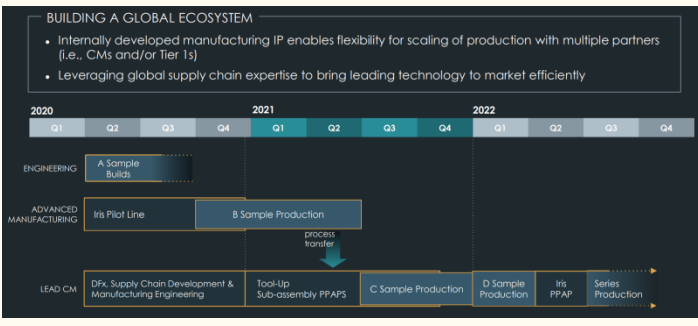 BUILDING A GLOBAL ECOSYSTEM
• Internally developed manufacturing IP enables flexibility for scaling of production with multiple partners
(i.e., CMs and/or Tier 1s)
• Leveraging global supply chain expertise to bring leading technology to market efficiently
2020 2021 2022
Q1 Q2 Q3 Q4 Q1 Q2 Q3 Q4 Q1 Q2 Q3 Q4
ENGINEERING
A Sample
Builds
ADVANCED
MANUFACTURING
Iris Pilot Line
B Sample Production
process
transfer
LEAD CM
DFx, Supply Chain Development &
Manufacturing Engineering
Tool-Up
Sub-assembly PPAPS
C Sample Production
D Sample
Production
Iris
PPAP
Series
Production